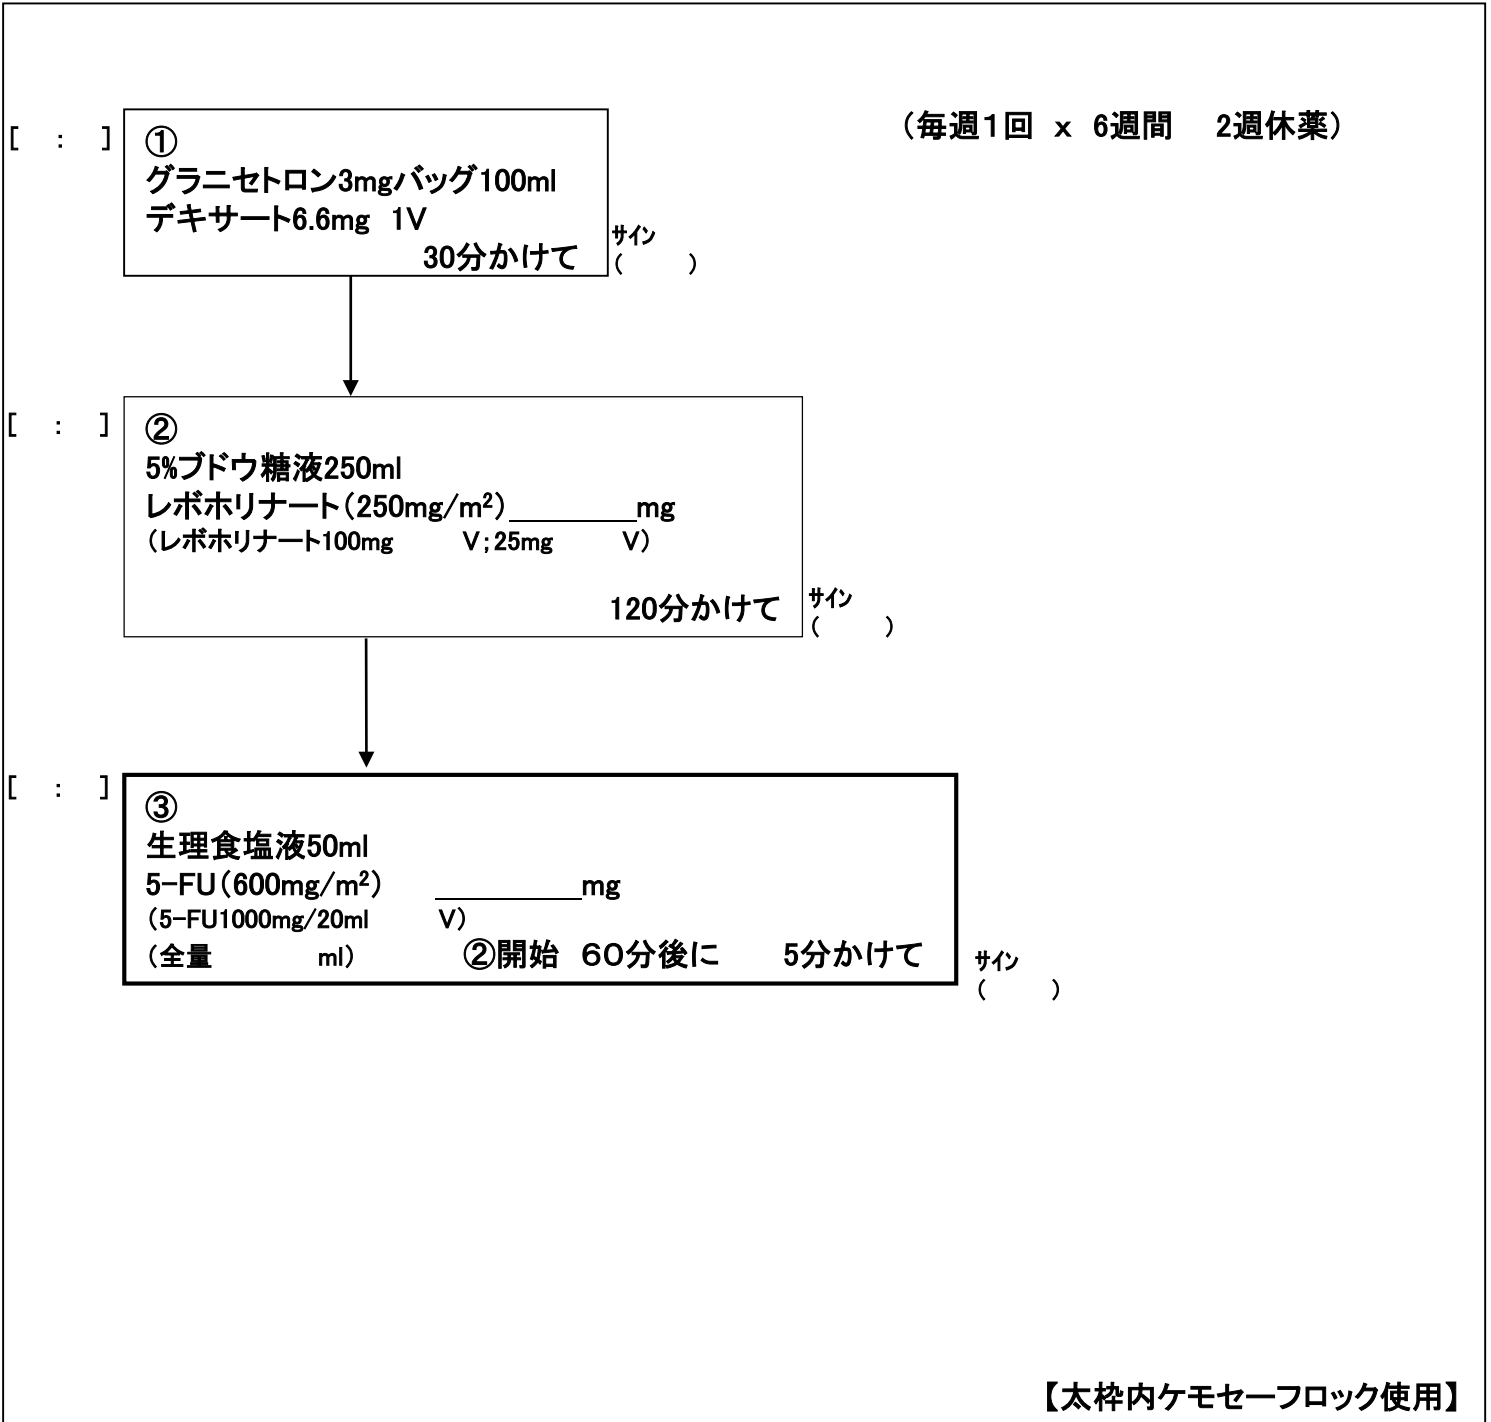 （毎週1回 x 6週間 2週休薬）
[ : ]
①
グラニセトロン3mgバッグ100ml
デキサート6.6mg 1V
30分かけて
サイン
( )
[ : ]
②
5%ブドウ糖液250ml
レボホリナート（250mg/m²）_________mg
（レボホリナート100mg V；25mg V）
120分かけて
サイン
( )
[ : ]
③
生理食塩液50ml
5-FU（600mg/m²） __________mg
（5-FU1000mg/20ml V）
（全量 ml） ②開始 60分後に 5分かけて
サイン
( )
【太枠内ケモセーフロック使用】